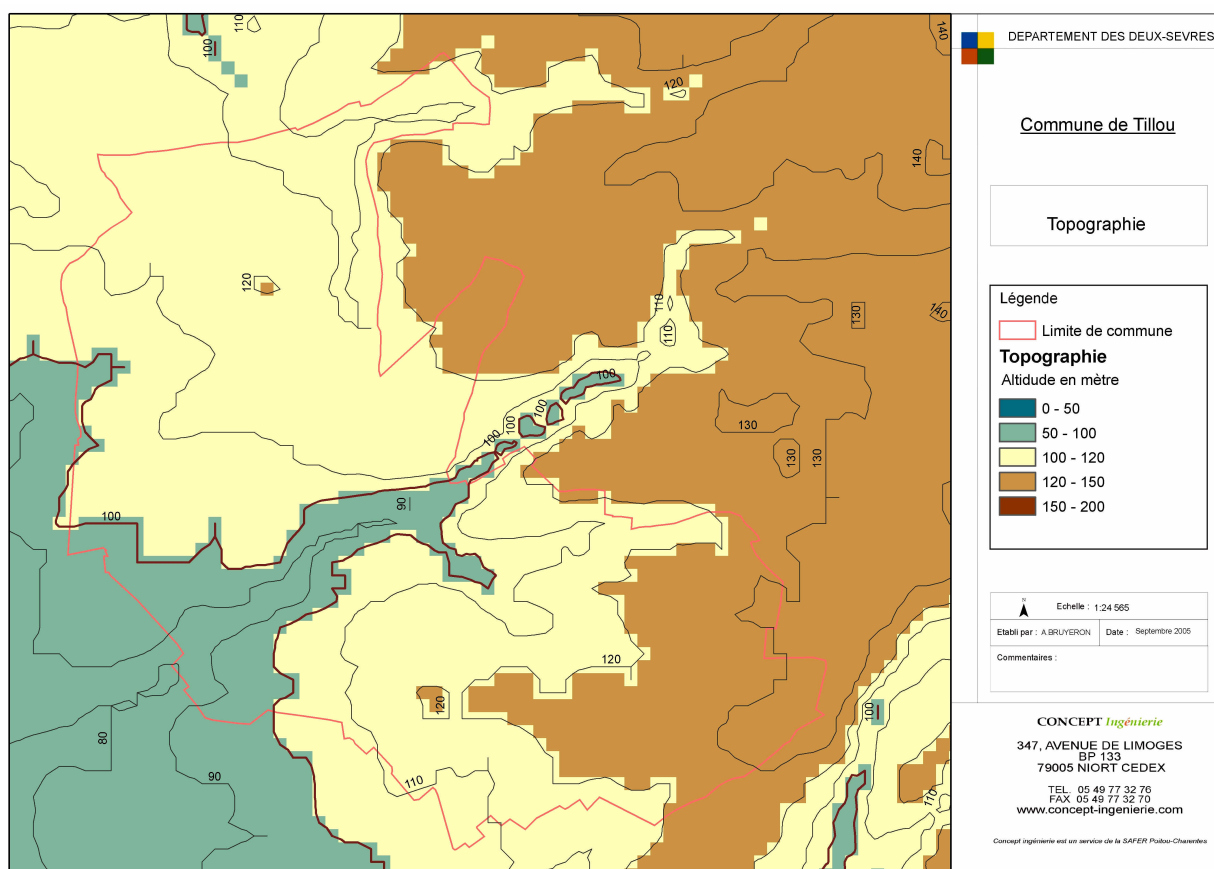 DEPARTEMENT DES DEUX-SEVRES
Commune de Tillou
Topographie
Légende
Limite de commune
Topographie
Altidude en mètre
0 - 50
50 - 100
100 - 120
120 - 150
150 - 200
N
Echelle : 1:24 565
Etabli par : A.BRUYERON
Date : Septembre 2005
Commentaires :
CONCEPT Ingénierie
347, AVENUE DE LIMOGES
BP 133
79005 NIORT CEDEX
TEL. 05 49 77 32 76
FAX 05 49 77 32 70
www.concept-ingenierie.com
Concept ingénierie est un service de la SAFER Poitou-Charentes
110
100
140
120
140
120
110
110
130
140
100
100
100
100
130
130
130
90
100
120
120
100
80
90
110
110